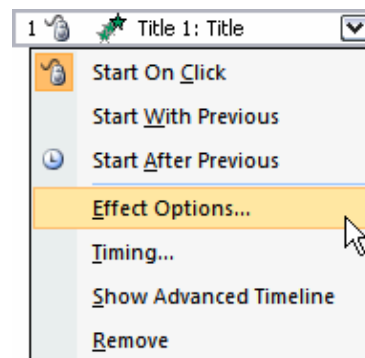 1 Title 1: Title
Start On Click
Start With Previous
Start After Previous
Effect Options...
Timing...
Show Advanced Timeline
Remove